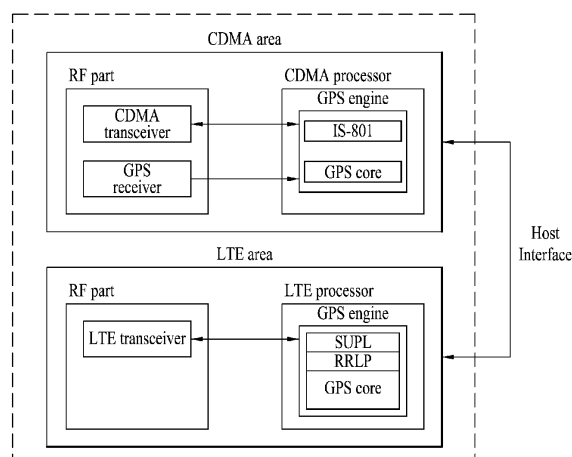 CDMA area
RF part
CDMA processor
GPS engine
CDMA
transceiver
IS-801
GPS
receiver
GPS core
Host
Interface
LTE area
RF part
LTE processor
GPS engine
LTE transceiver
SUPL
RRLP
GPS core